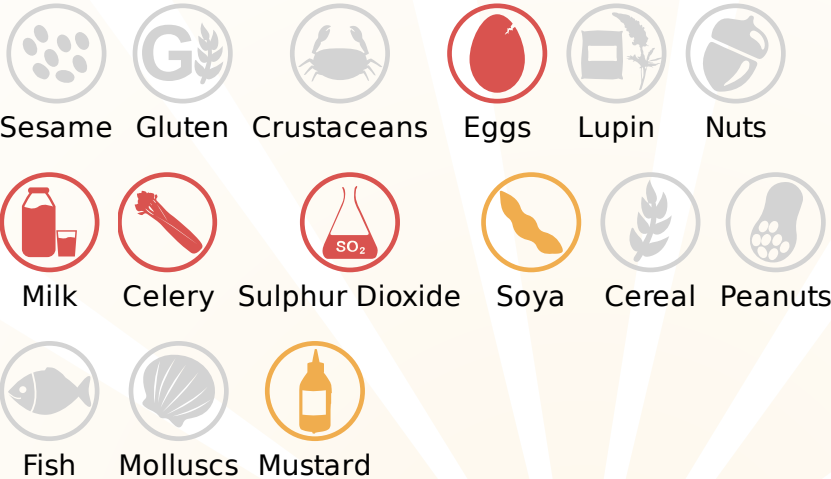 G
Sesame Gluten Crustaceans Eggs Lupin Nuts
SO₂
Milk Celery Sulphur Dioxide Soya Cereal Peanuts
Fish Molluscs Mustard